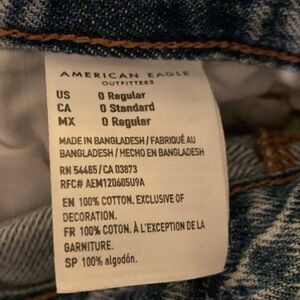 AMERICAN EAGLE
OUTFITTERS
US 0 Regular
CA 0 Standard
MX 0 Regular
MADE IN BANGLADESH / FABRIQUÉ AU
BANGLADESH / HECHO EN BANGLADESH
RN 54485/ CA 03873
RFC# AEM120605U9A
EN 100% COTTON. EXCLUSIVE OF
DECORATION.
FR 100% COTON. À L'EXCEPTION DE LA
GARNITURE.
SP 100% algodón.